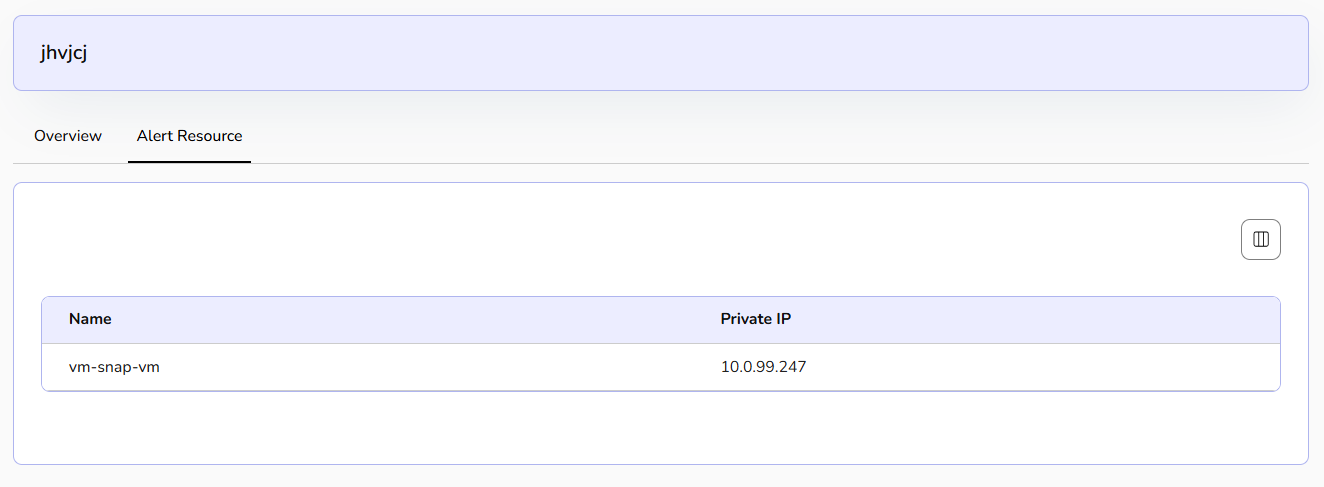 jhvjcj
Overview Alert Resource
Name Private IP
vm-snap-vm 10.0.99.247